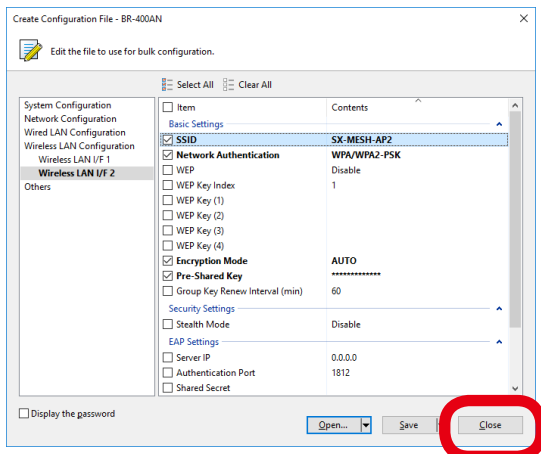 Create Configuration File - BR-400AN
Edit the file to use for bulk configuration.
Select All Clear All
System Configuration
Network Configuration
Wired LAN Configuration
Wireless LAN Configuration
Wireless LAN I/F 1
Wireless LAN I/F 2
Others
Item Contents
Basic Settings
SSID SX-MESH-AP2
Network Authentication WPA/WPA2-PSK
WEP Disable
WEP Key Index 1
WEP Key (1)
WEP Key (2)
WEP Key (3)
WEP Key (4)
Encryption Mode AUTO
Pre-Shared Key *************
Group Key Renew Interval (min) 60
Security Settings
Stealth Mode Disable
EAP Settings
Server IP 0.0.0.0
Authentication Port 1812
Shared Secret
Display the password
Open... Save Close